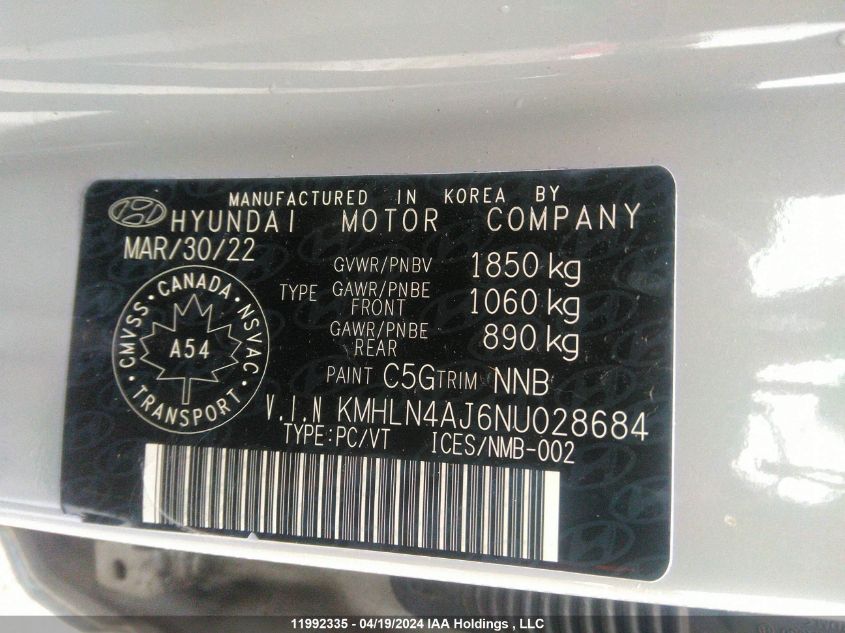 MANUFACTURED IN KOREA BY
HYUNDAI MOTOR COMPANY
MAR/30/22
GVWR/PNBV 1850 kg
TYPE GAWR/PNBE FRONT 1060 kg
GAWR/PNBE REAR 890 kg
PAINT C5G TRIM NNB
CMVSS · CANADA · NSVAC · TRANSPORT ·
A54
V.I.N KMHLN4AJ6NU028684
TYPE:PC/VT ICES/NMB-002
11992335 - 04/19/2024 IAA Holdings , LLC